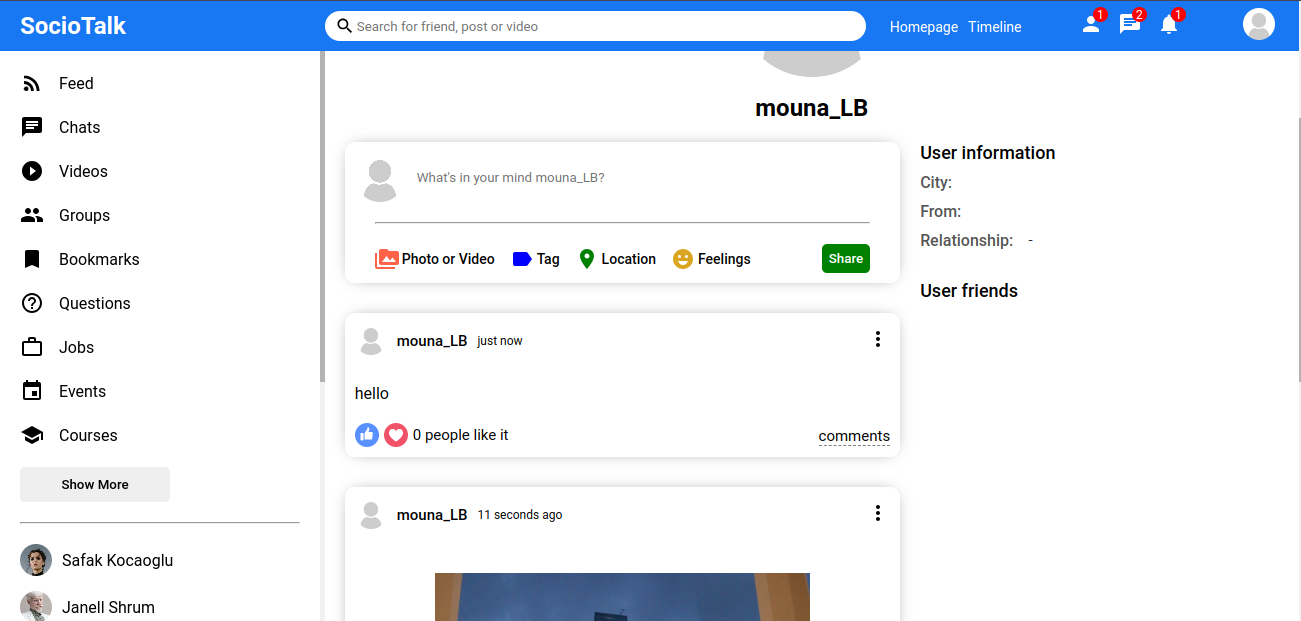 SocioTalk
Search for friend, post or video
Homepage Timeline
1 2 1
Feed
Chats
Videos
Groups
Bookmarks
Questions
Jobs
Events
Courses
Show More
Safak Kocaoglu
Janell Shrum
mouna_LB
What's in your mind mouna_LB?
Photo or Video Tag Location Feelings Share
mouna_LB just now
hello
0 people like it comments
mouna_LB 11 seconds ago
User information
City:
From:
Relationship: -
User friends